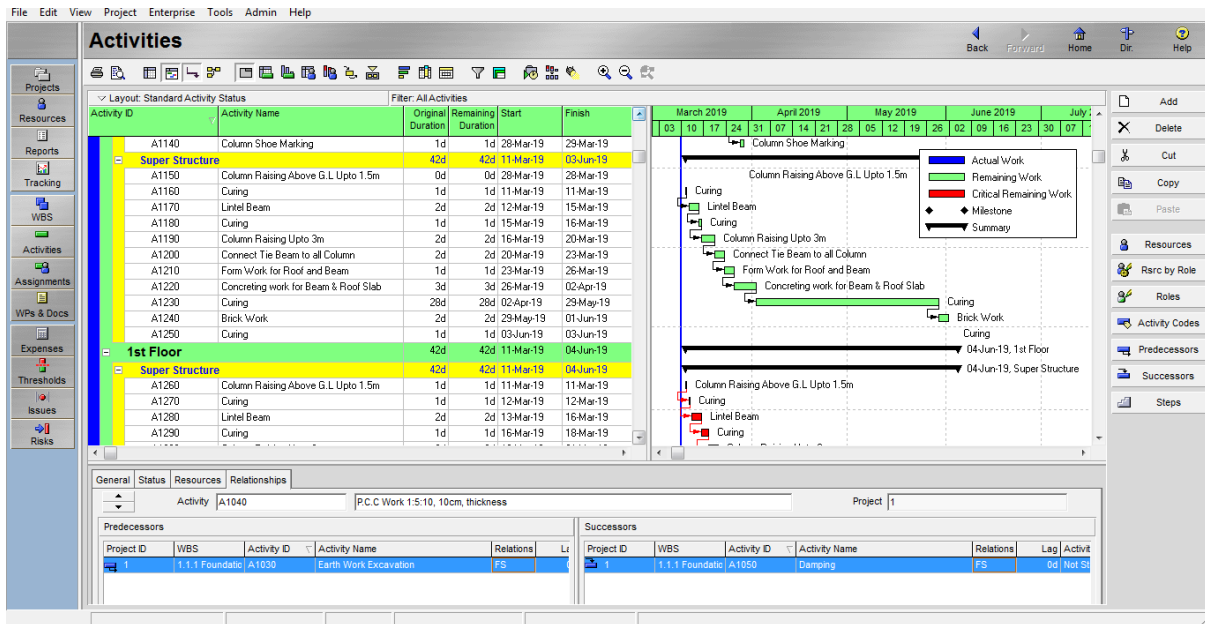 File Edit View Project Enterprise Tools Admin Help
Activities
Back Forward Home Dir. Help
Projects
Resources
Reports
Tracking
WBS
Activities
Assignments
WPs & Docs
Expenses
Thresholds
Issues
Risks
Layout: Standard Activity Status Filter: All Activities
Activity ID Activity Name Original Duration Remaining Duration Start Finish
A1140 Column Shoe Marking 1d 1d 28-Mar-19 29-Mar-19
Super Structure 42d 42d 11-Mar-19 03-Jun-19
A1150 Column Raising Above G.L Upto 1.5m 0d 0d 28-Mar-19 28-Mar-19
A1160 Curing 1d 1d 11-Mar-19 11-Mar-19
A1170 Lintel Beam 2d 2d 12-Mar-19 15-Mar-19
A1180 Curing 1d 1d 15-Mar-19 16-Mar-19
A1190 Column Raising Upto 3m 2d 2d 16-Mar-19 20-Mar-19
A1200 Connect Tie Beam to all Column 2d 2d 20-Mar-19 23-Mar-19
A1210 Form Work for Roof and Beam 1d 1d 23-Mar-19 26-Mar-19
A1220 Concreting work for Beam & Roof Slab 3d 3d 26-Mar-19 02-Apr-19
A1230 Curing 28d 28d 02-Apr-19 29-May-19
A1240 Brick Work 2d 2d 29-May-19 01-Jun-19
A1250 Curing 1d 1d 03-Jun-19 03-Jun-19
1st Floor 42d 42d 11-Mar-19 04-Jun-19
Super Structure 42d 42d 11-Mar-19 04-Jun-19
A1260 Column Raising Above G.L Upto 1.5m 1d 1d 11-Mar-19 11-Mar-19
A1270 Curing 1d 1d 12-Mar-19 12-Mar-19
A1280 Lintel Beam 2d 2d 13-Mar-19 16-Mar-19
A1290 Curing 1d 1d 16-Mar-19 18-Mar-19
March 2019 April 2019 May 2019 June 2019 July
03 10 17 24 31 07 14 21 28 05 12 19 26 02 09 16 23 30 07
Column Shoe Marking
Column Raising Above G.L Upto 1.5m
Curing
Lintel Beam
Curing
Column Raising Upto 3m
Connect Tie Beam to all Column
Form Work for Roof and Beam
Concreting work for Beam & Roof Slab
Curing
Brick Work
Curing
04-Jun-19, 1st Floor
04-Jun-19, Super Structure
Column Raising Above G.L Upto 1.5m
Curing
Lintel Beam
Curing
Actual Work
Remaining Work
Critical Remaining Work
Milestone
Summary
Add
Delete
Cut
Copy
Paste
Resources
Rsrc by Role
Roles
Activity Codes
Predecessors
Successors
Steps
General Status Resources Relationships
Activity A1040 P.C.C Work 1:5:10, 10cm, thickness Project 1
Predecessors
Project ID WBS Activity ID Activity Name Relations
1 1.1.1 Foundatic A1030 Earth Work Excavation FS
Successors
Project ID WBS Activity ID Activity Name Relations Lag Activit
1 1.1.1 Foundatic A1050 Damping FS 0d Not St